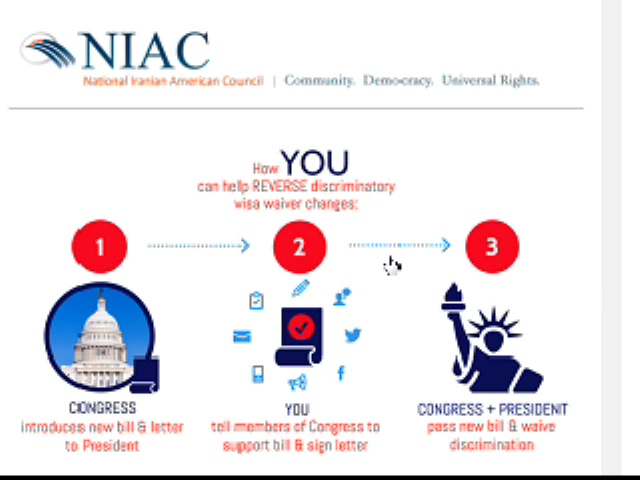 NIAC
National Iranian American Council | Community. Democracy. Universal Rights.
How YOU
can help REVERSE discriminatory
visa waiver changes:
1
2
3
CONGRESS
introduces new bill & letter
to President
YOU
tell members of Congress to
support bill & sign letter
CONGRESS + PRESIDENT
pass new bill & waive
discrimination